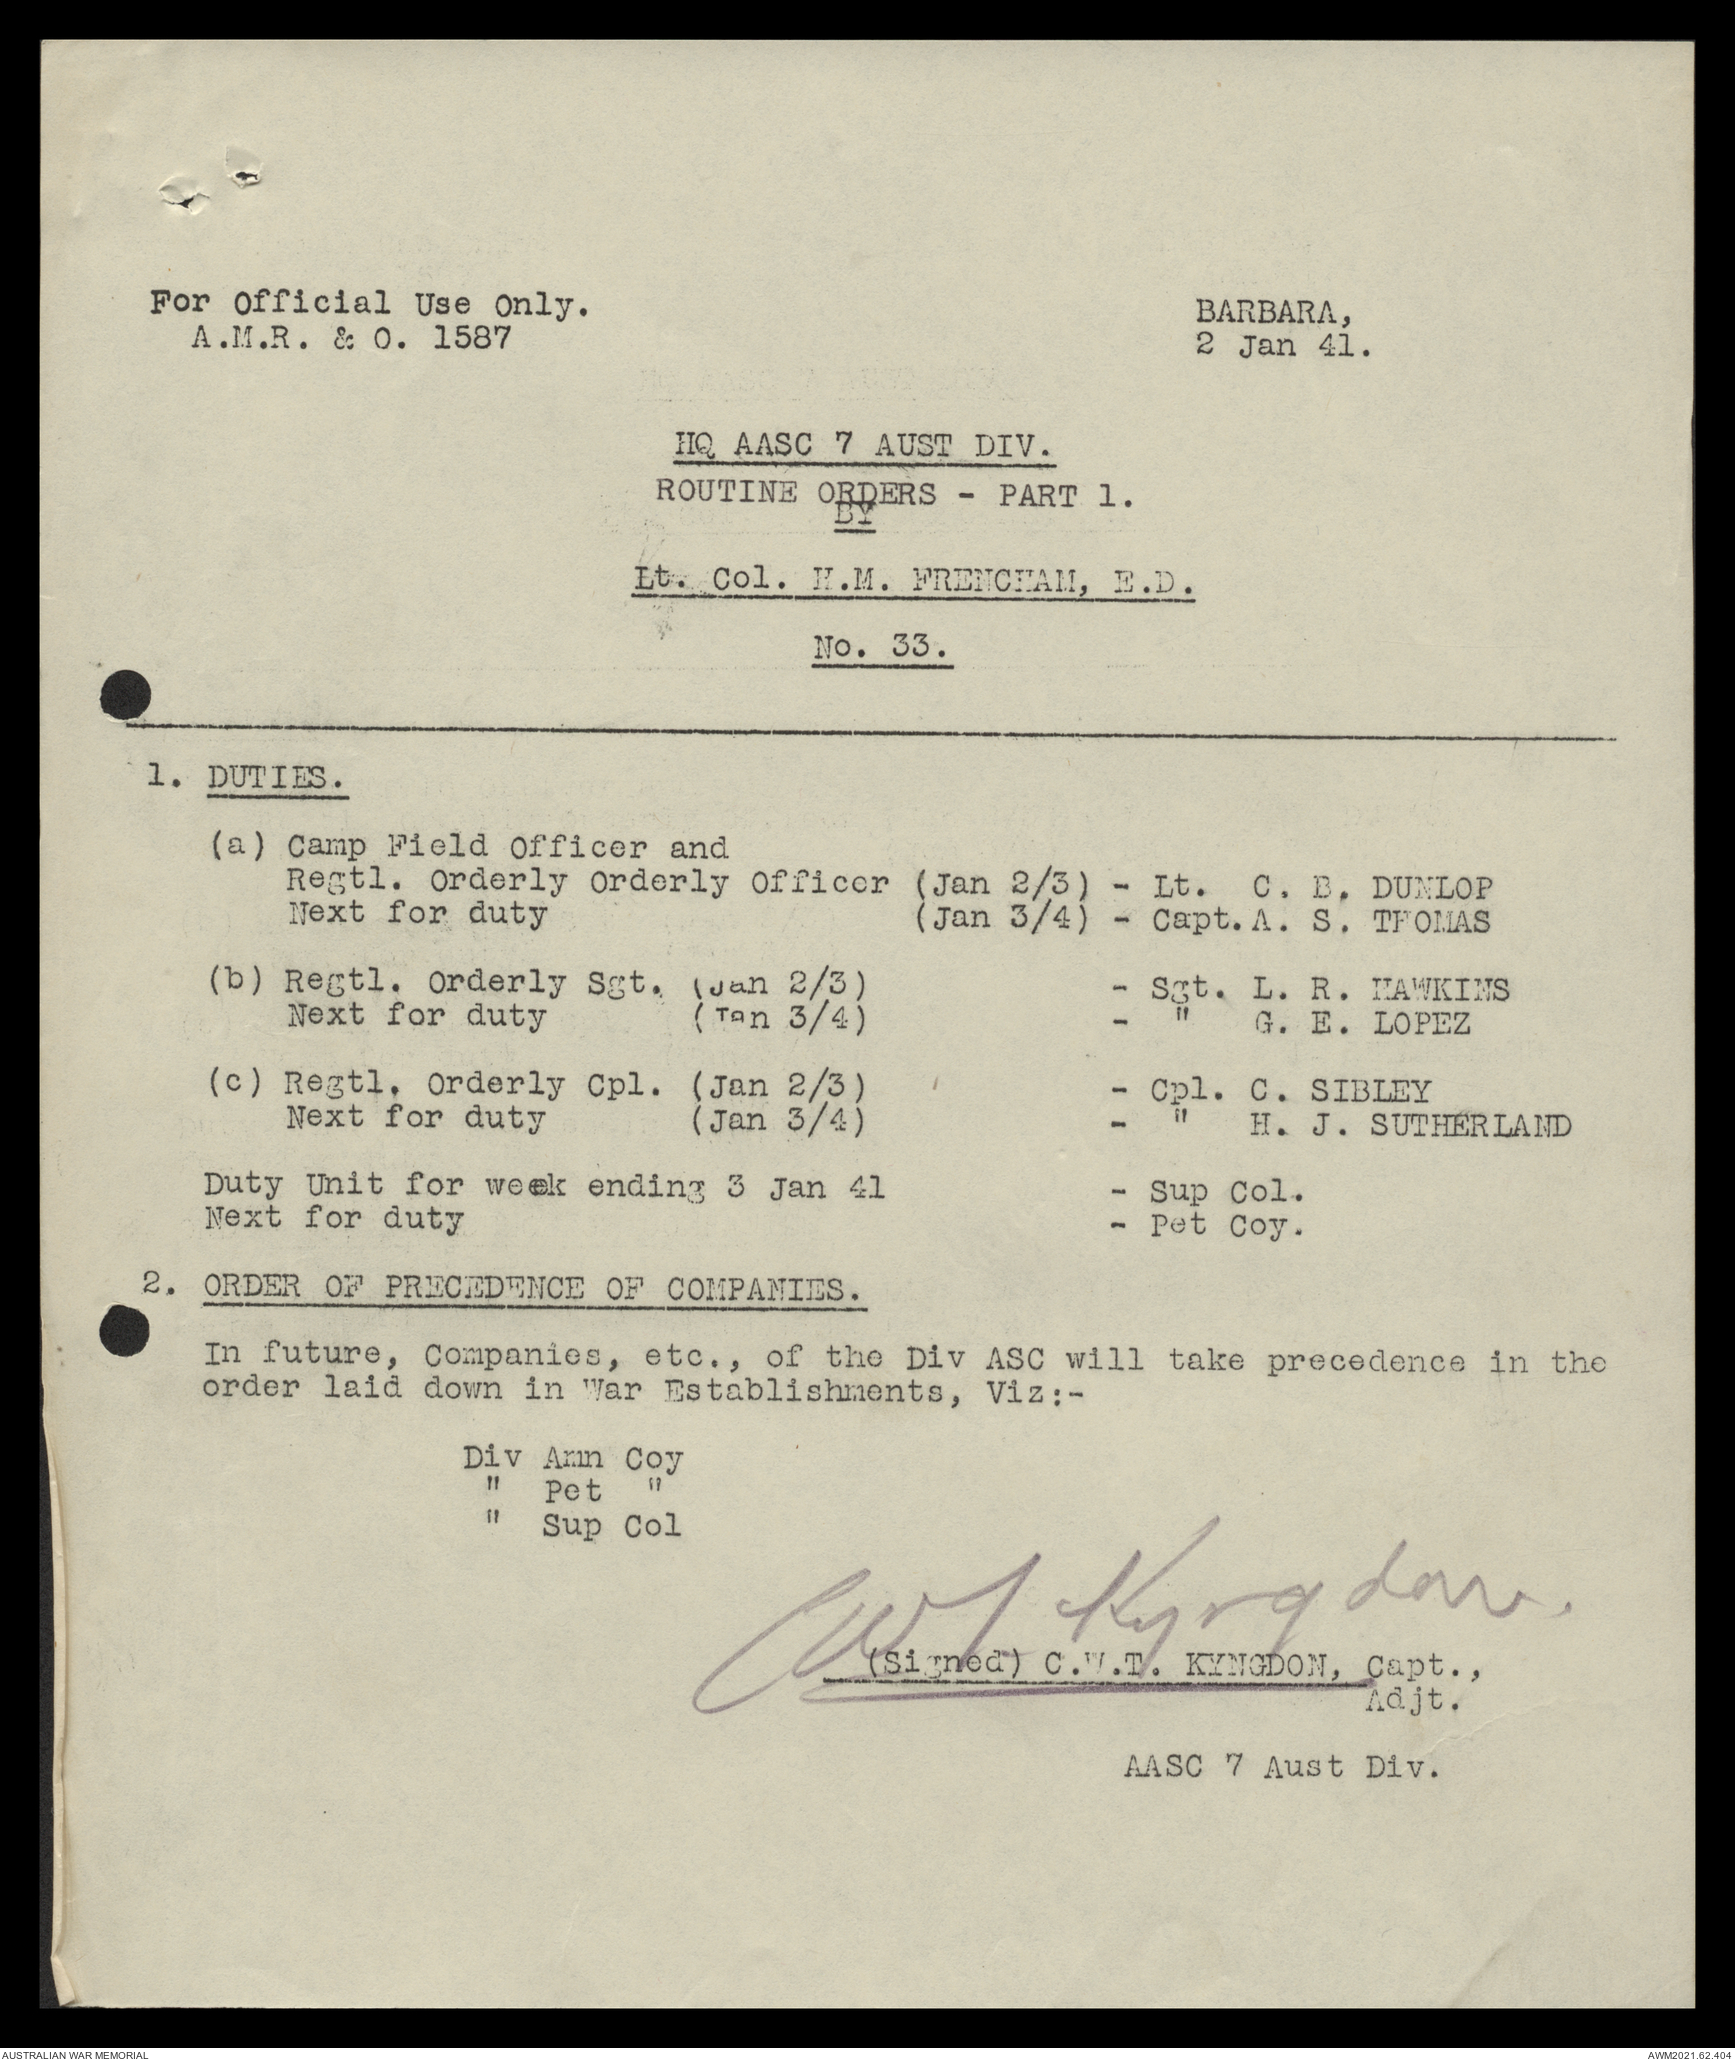 For Official Use Only.
A.M.R. & O. 1587
BARBARA,
2 Jan 41.
HQ AASC 7 AUST DIV.
ROUTINE ORDERS - PART 1.
BY
Lt. Col. H.M. FRENCHAM, E.D.
No. 33.
1. DUTIES.
(a) Camp Field Officer and
Regtl. Orderly Orderly Officer (Jan 2/3) - Lt. C. B. DUNLOP
Next for duty (Jan 3/4) - Capt. A. S. THOMAS
(b) Regtl. Orderly Sgt. (Jan 2/3) - Sgt. L. R. HAWKINS
Next for duty (Jan 3/4) - " G. E. LOPEZ
(c) Regtl. Orderly Cpl. (Jan 2/3) - Cpl. C. SIBLEY
Next for duty (Jan 3/4) - " H. J. SUTHERLAND
Duty Unit for week ending 3 Jan 41 - Sup Col.
Next for duty - Pet Coy.
2. ORDER OF PRECEDENCE OF COMPANIES.
In future, Companies, etc., of the Div ASC will take precedence in the
order laid down in War Establishments, Viz:-
Div Amn Coy
" Pet "
" Sup Col
CWT Kyngdon.
(Signed) C.W.T. KYNGDON, Capt.,
Adjt.
AASC 7 Aust Div.
AUSTRALIAN WAR MEMORIAL
AWM2021.62.404